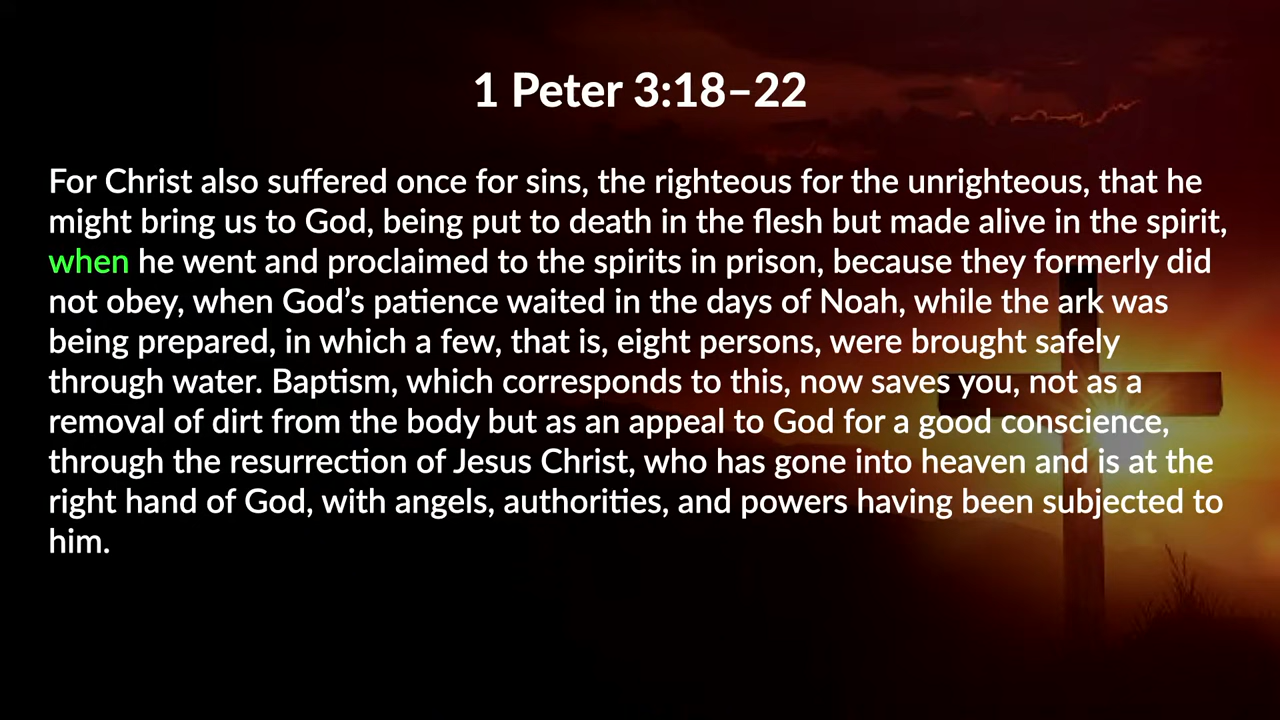 1 Peter 3:18–22
For Christ also suffered once for sins, the righteous for the unrighteous, that he
might bring us to God, being put to death in the flesh but made alive in the spirit,
when he went and proclaimed to the spirits in prison, because they formerly did
not obey, when God’s patience waited in the days of Noah, while the ark was
being prepared, in which a few, that is, eight persons, were brought safely
through water. Baptism, which corresponds to this, now saves you, not as a
removal of dirt from the body but as an appeal to God for a good conscience,
through the resurrection of Jesus Christ, who has gone into heaven and is at the
right hand of God, with angels, authorities, and powers having been subjected to
him.